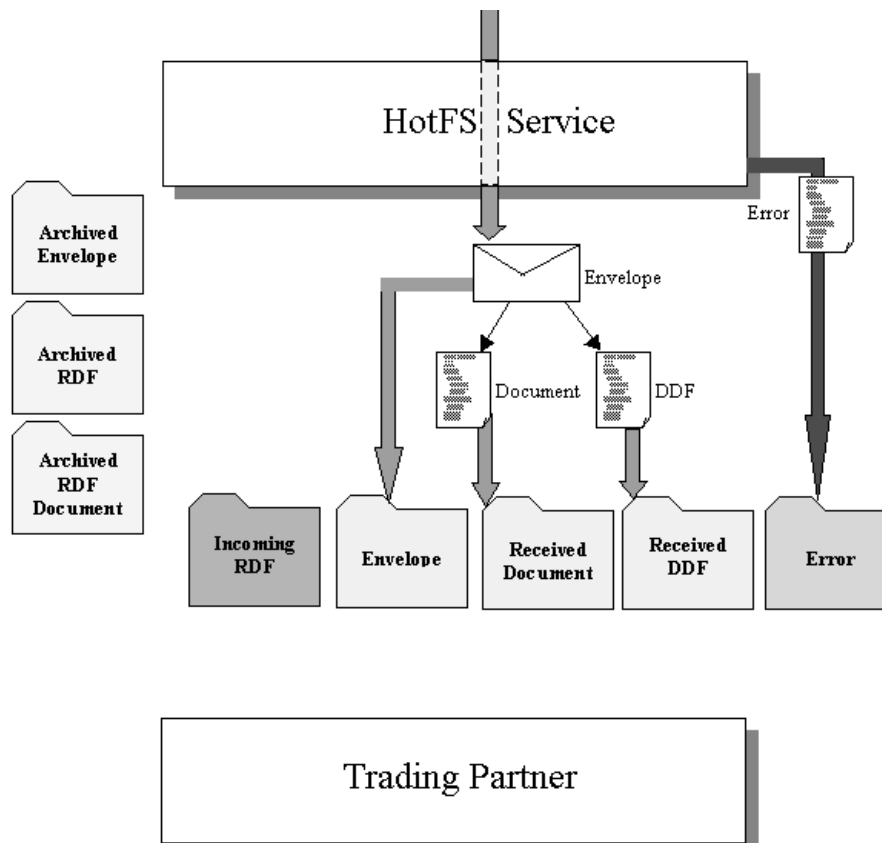 HotFS Service
Error
Archived
Envelope
Envelope
Archived
RDF
Document
DDF
Archived
RDF
Document
Incoming
RDF
Envelope
Received
Document
Received
DDF
Error
Trading Partner